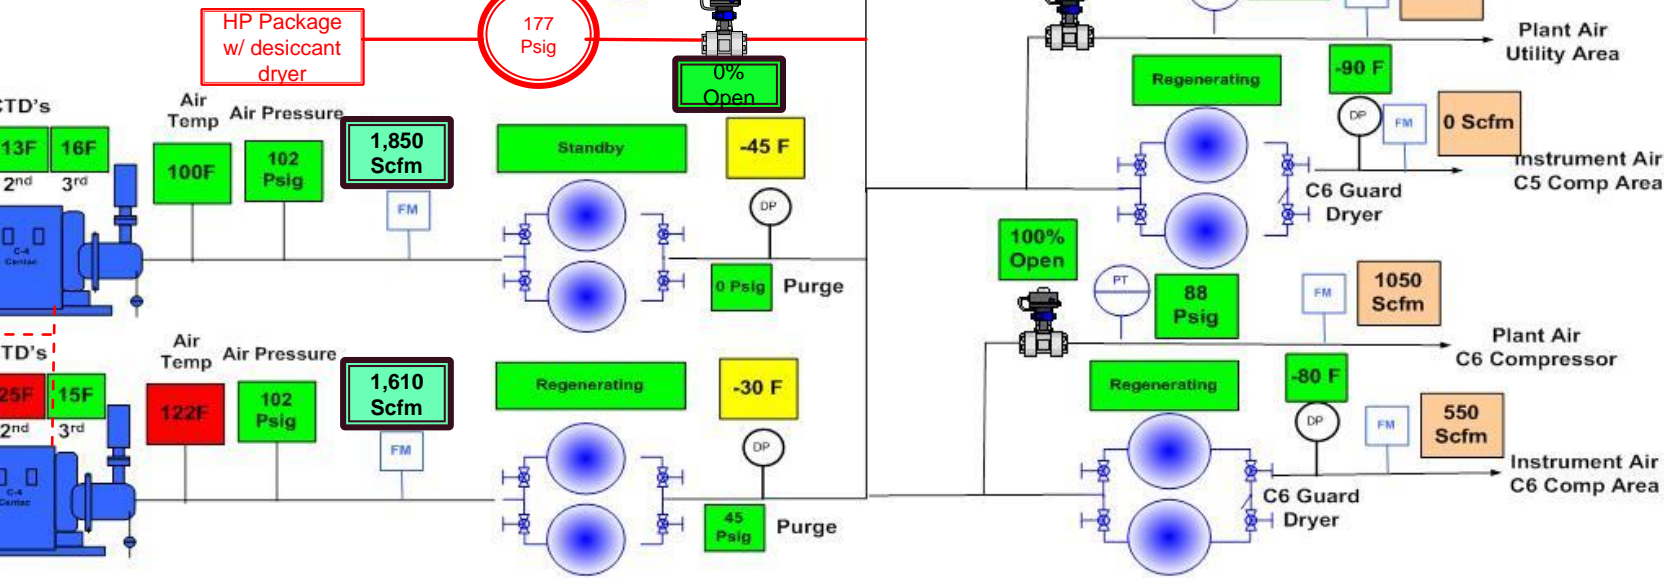 HP Package
w/ desiccant
dryer
177
Psig
0%
Open
Plant Air
Utility Area
Regenerating
-90 F
DP
FM
0 Scfm
Instrument Air
C5 Comp Area
C6 Guard
Dryer
CTD's
13F
16F
2nd
3rd
Air
Temp
Air Pressure
100F
102
Psig
1,850
Scfm
FM
Standby
-45 F
DP
0 Psig
Purge
C-4
Centac
100%
Open
PT
88
Psig
FM
1050
Scfm
Plant Air
C6 Compressor
TD's
25F
15F
2nd
3rd
Air
Temp
Air Pressure
122F
102
Psig
1,610
Scfm
FM
Regenerating
-30 F
DP
45
Psig
Purge
C-4
Centac
Regenerating
-80 F
DP
FM
550
Scfm
Instrument Air
C6 Comp Area
C6 Guard
Dryer